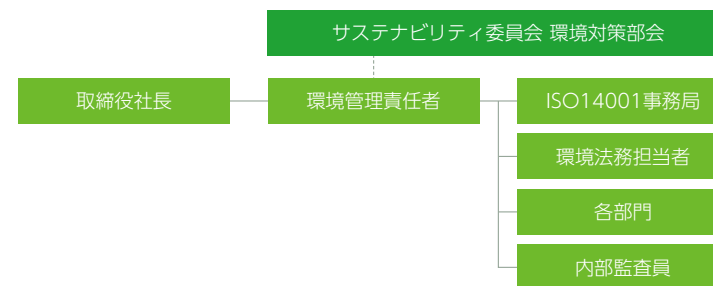 サステナビリティ委員会 環境対策部会
取締役社長
環境管理責任者
ISO14001事務局
環境法務担当者
各部門
内部監査員